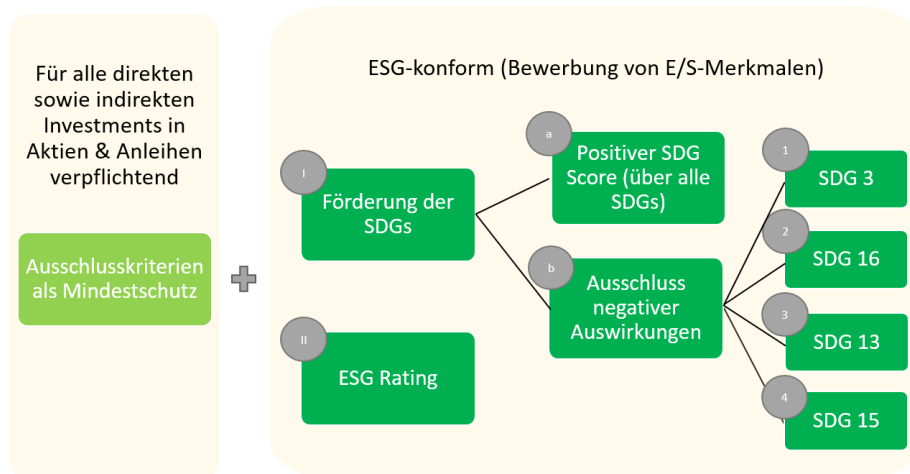 Für alle direkten
sowie indirekten
Investments in
Aktien & Anleihen
verpflichtend
Ausschlusskriterien
als Mindestschutz
ESG-konform (Bewerbung von E/S-Merkmalen)
I
Förderung der
SDGs
II
ESG Rating
a
Positiver SDG
Score (über alle
SDGs)
b
Ausschluss
negativer
Auswirkungen
1
SDG 3
2
SDG 16
3
SDG 13
4
SDG 15